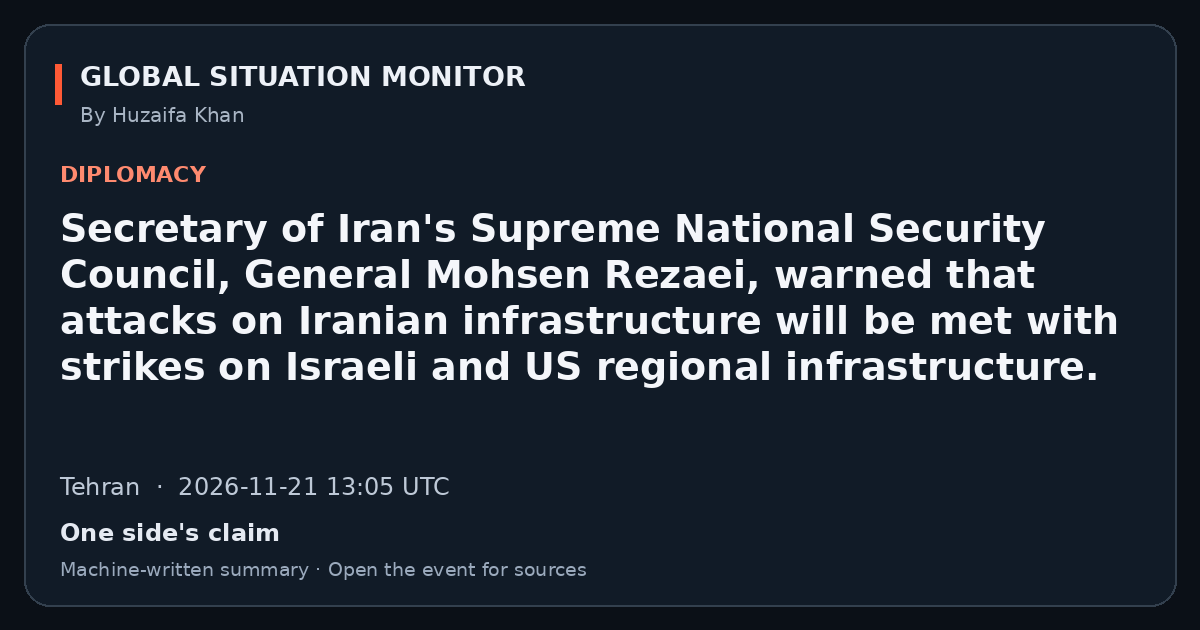 GLOBAL SITUATION MONITOR
By Huzaifa Khan
DIPLOMACY
Secretary of Iran's Supreme National Security
Council, General Mohsen Rezaei, warned that
attacks on Iranian infrastructure will be met with
strikes on Israeli and US regional infrastructure.
Tehran · 2026-11-21 13:05 UTC
One side's claim
Machine-written summary · Open the event for sources